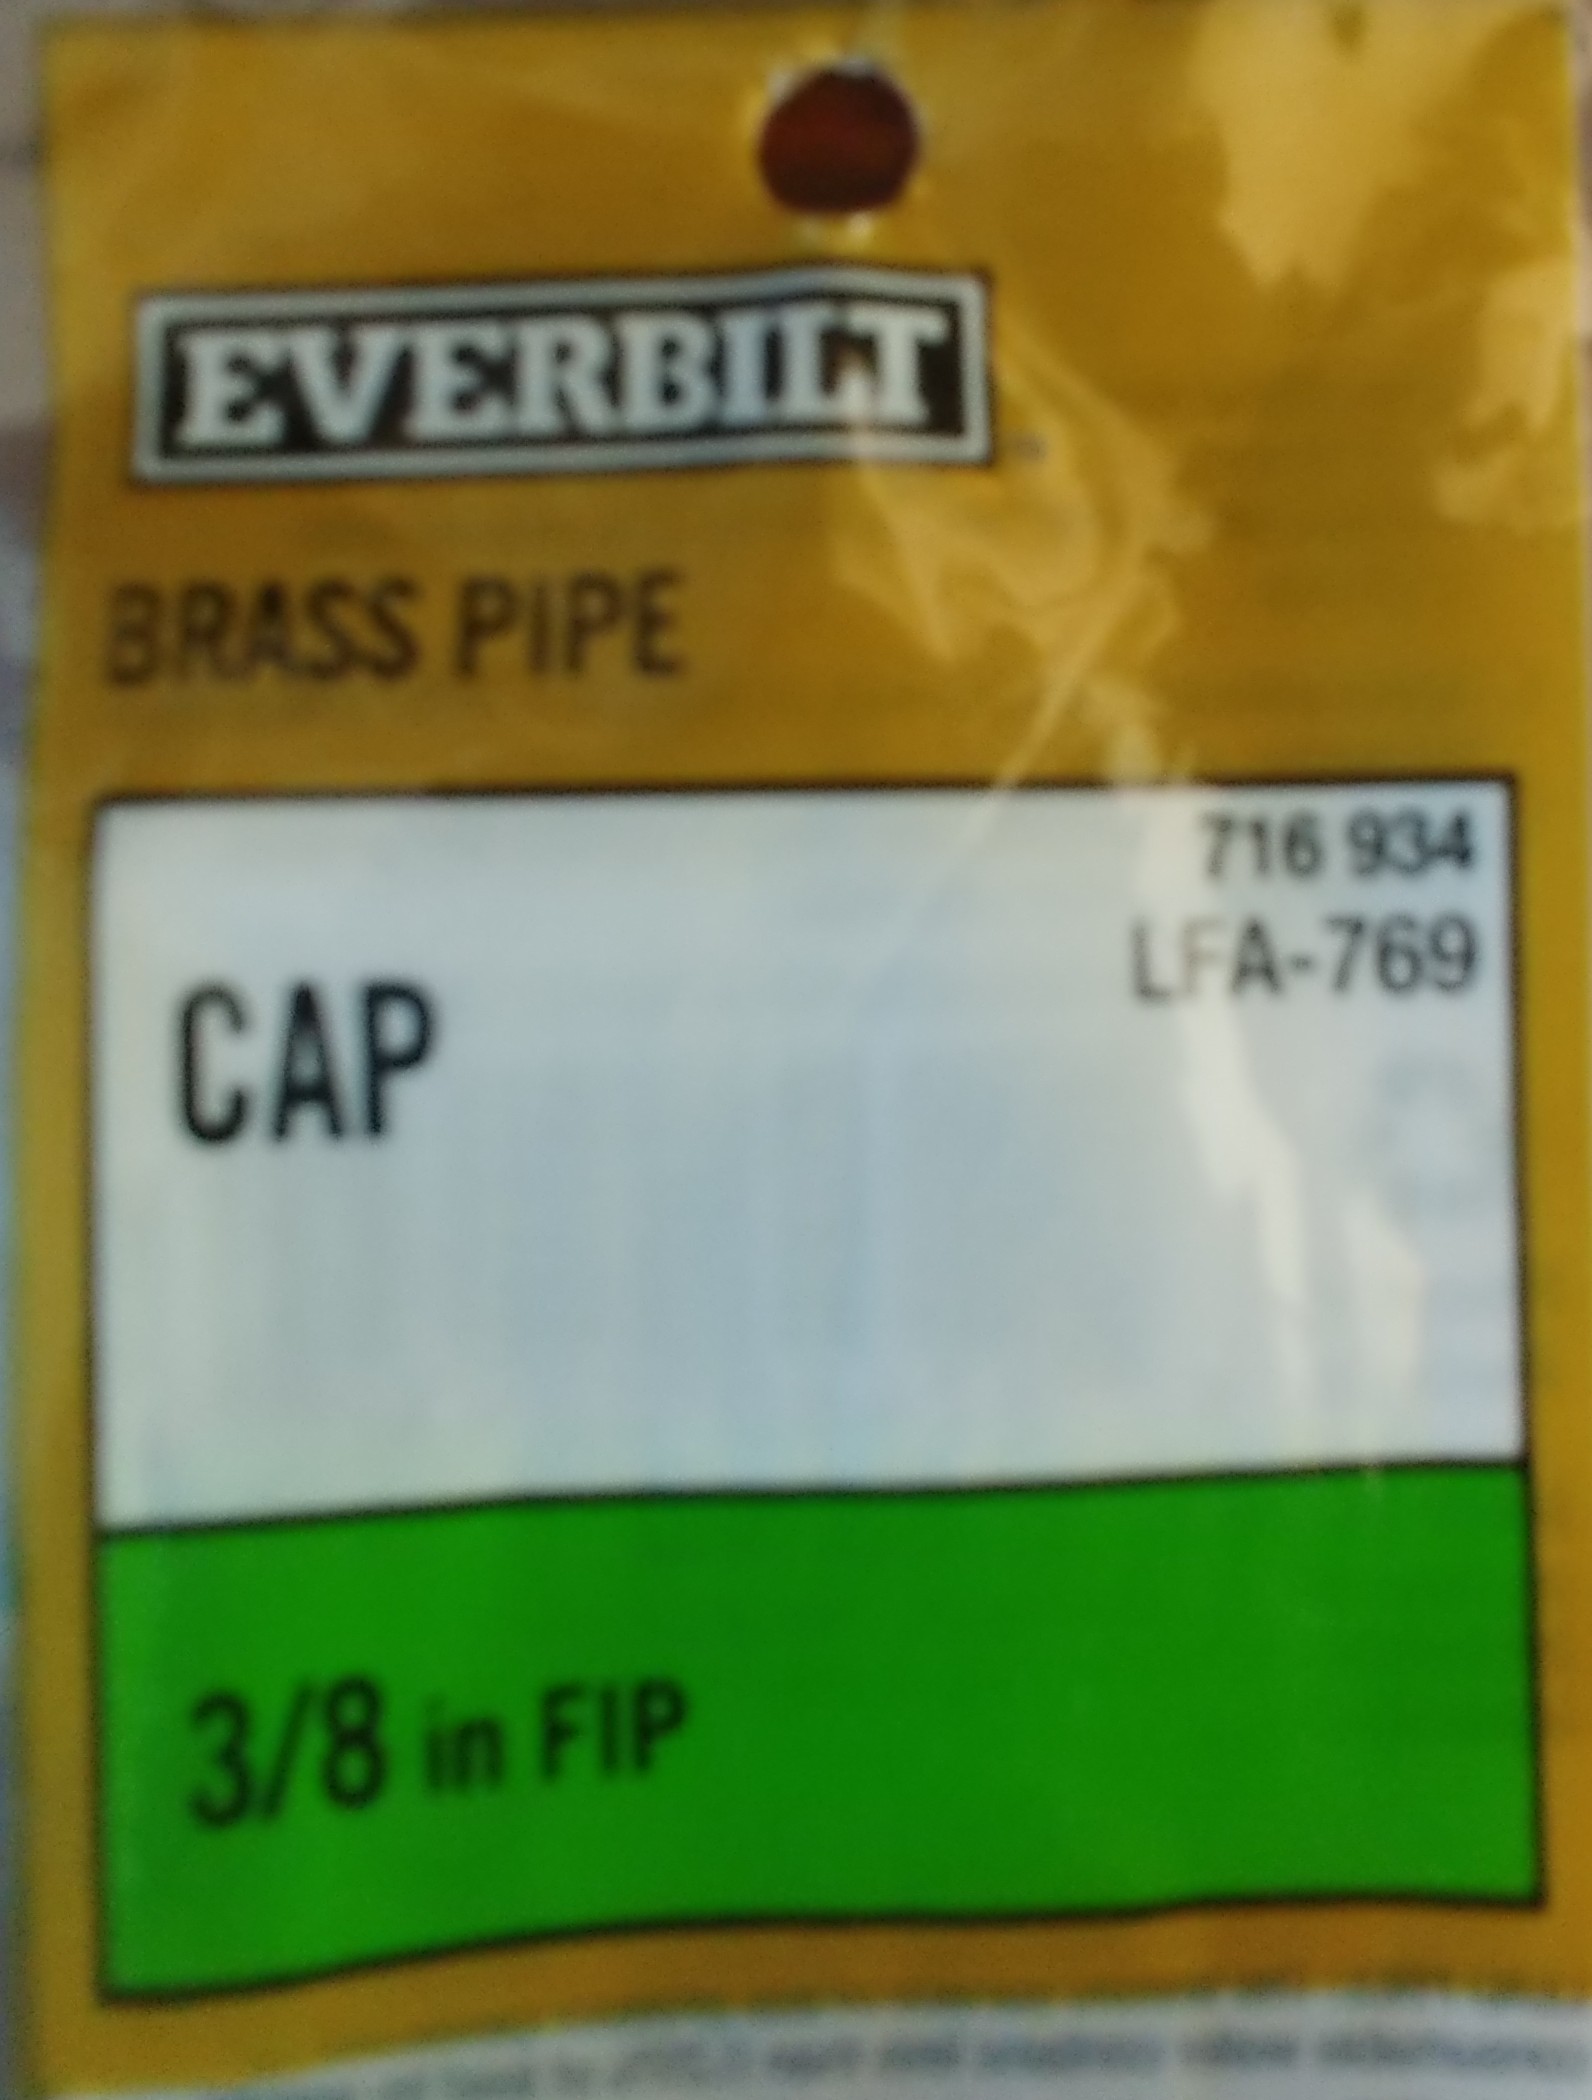 EVERBILT
BRASS PIPE
716 934
LFA-769
CAP
3/8 in FIP